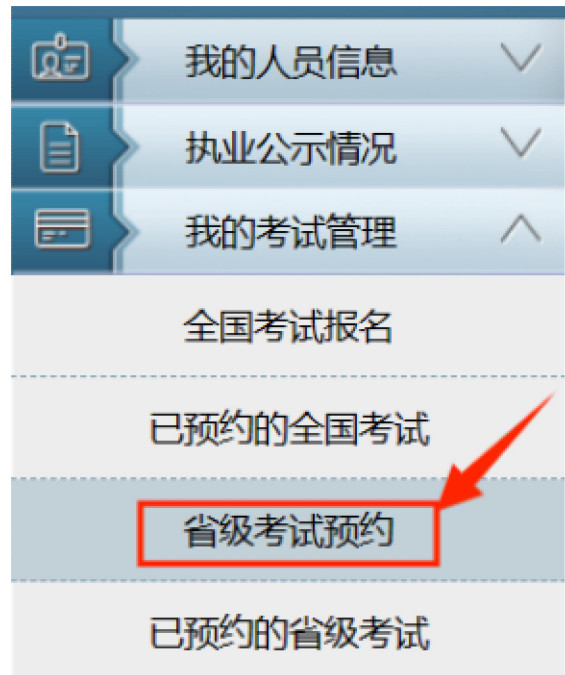 我的人员信息
执业公示情况
我的考试管理
全国考试报名
已预约的全国考试
省级考试预约
已预约的省级考试